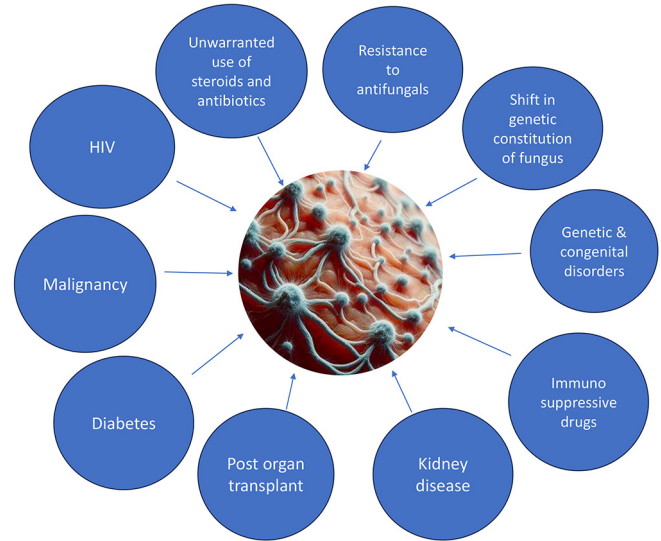 Unwarranted
use of
steroids and
antibiotics
Resistance
to
antifungals
Shift in
genetic
constitution
of fungus
HIV
Genetic &
congenital
disorders
Malignancy
Immuno
suppressive
drugs
Diabetes
Post organ
transplant
Kidney
disease